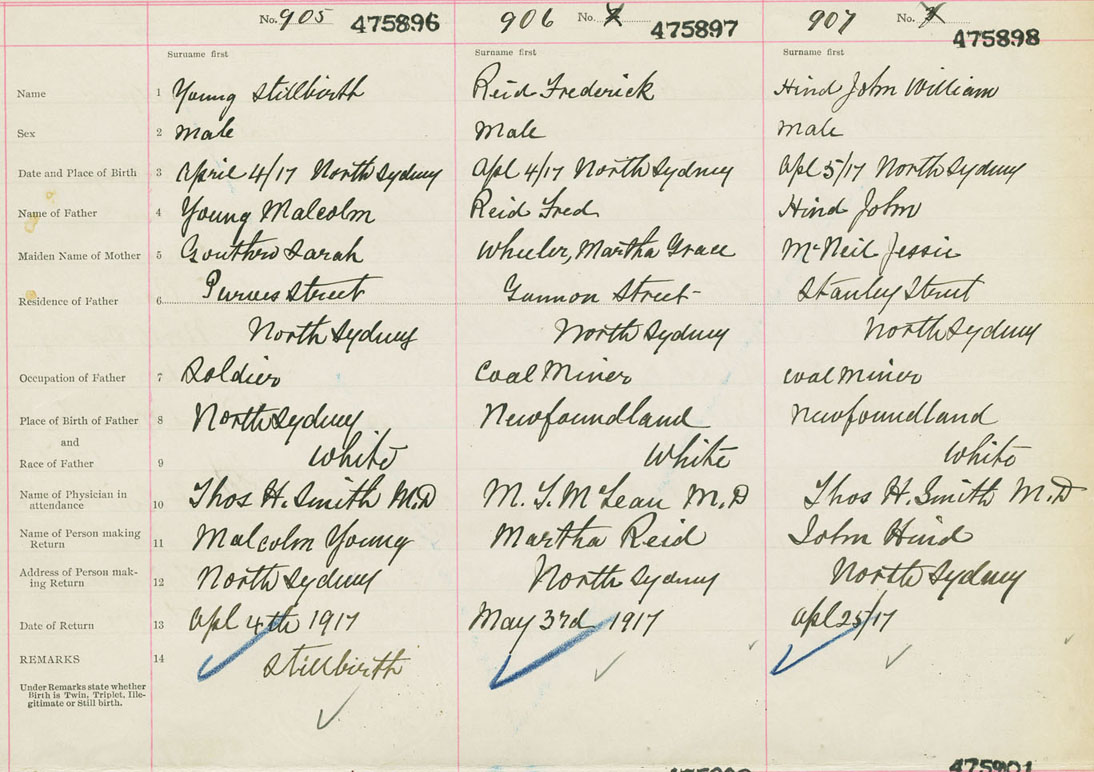 No. 905 475896 906 No. 475897 907 No. 475898
Surname first Surname first Surname first
Name 1 Young Stillbirth Reid Frederick Hind John William
Sex 2 Male Male Male
Date and Place of Birth 3 April 4/17 North Sydney Apl 4/17 North Sydney Apl 5/17 North Sydney
Name of Father 4 Young Malcolm Reid Fred Hind John
Maiden Name of Mother 5 Sarah Wheeler, Martha Grace McNeil Jessie
Residence of Father 6 Purves Street Gannon Street Stanley Street
North Sydney North Sydney North Sydney
Occupation of Father 7 Soldier Coal Miner Coal Miner
Place of Birth of Father 8 North Sydney Newfoundland Newfoundland
and
Race of Father 9 White White White
Name of Physician in
attendance 10 Thos H. Smith M.D M. T. McLean M.D Thos H. Smith M.D
Name of Person making
Return 11 Malcolm Young Martha Reid John Hind
Address of Person mak-
ing Return 12 North Sydney North Sydney North Sydney
Date of Return 13 Apl 4th 1917 May 3rd 1917 Apl 25/17
REMARKS 14 Stillbirth
Under Remarks state whether
Birth is Twin, Triplet, Ille-
gitimate or Still birth.
475901